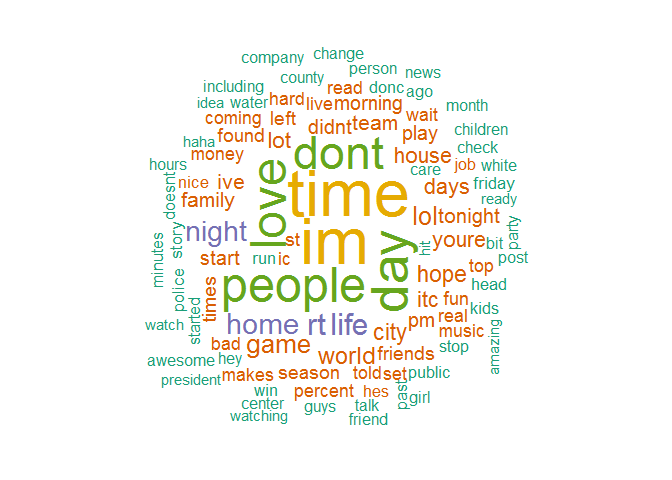 company
change
person
news
county
including
read
donc
ago
idea
water
hard
live
morning
month
coming
left
wait
haha
found
lot
didnt
team
play
children
check
hours
money
dont
house
care
job
white
nice
ive
love
time
days
friday
doesnt
family
ready
night
lol
tonight
party
story
st
im
day
hit
youre
bit
post
minutes
start
run
ic
top
police
people
hope
head
times
itc
fun
kids
watch
started
home
rt
life
city
pm
real
music
amazing
bad
game
stop
awesome
hey
world
friends
president
makes
season
told
set
public
win
percent
hes
past
girl
center
guys
talk
watching
friend